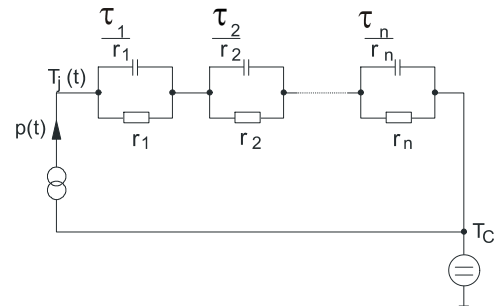 τ1/r1 τ2/r2 τn/rn
Tj(t)
p(t)
r1 r2 rn
TC